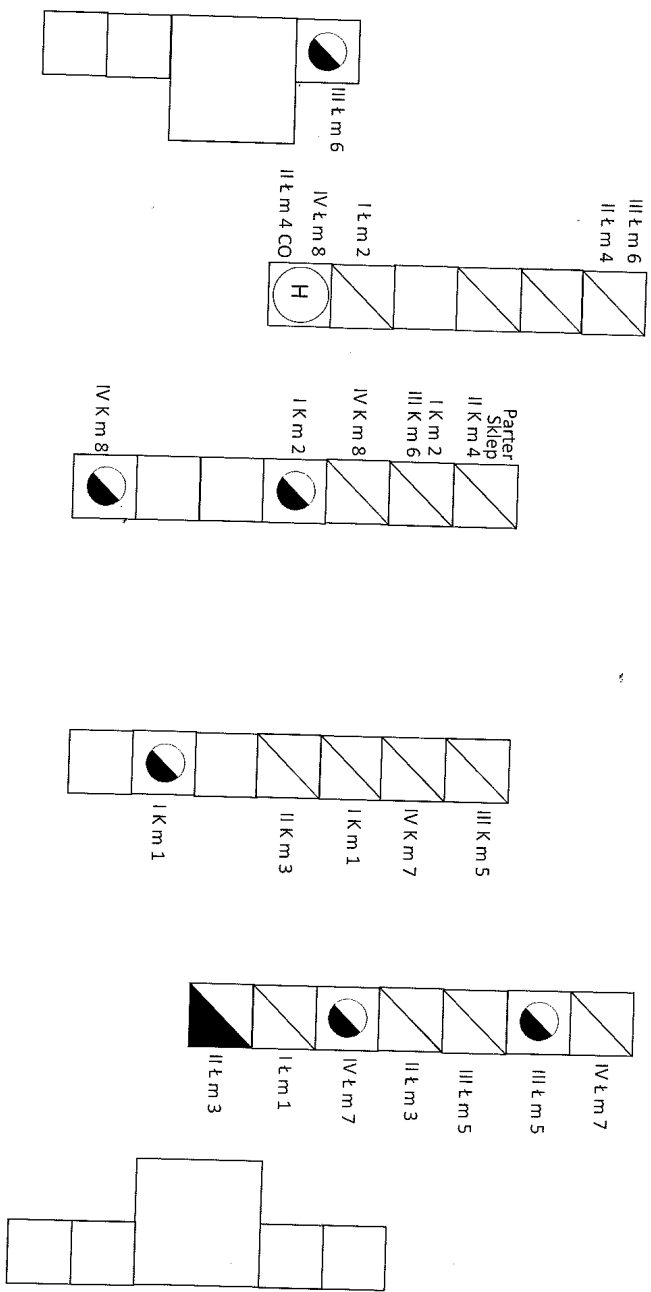 III Ł m 6
III Ł m 6
II Ł m 4
I Ł m 2
IV Ł m 8
II Ł m 4 CO
H
Parter
Sklep
II K m 4
I K m 2
III K m 6
IV K m 8
I K m 2
IV K m 8
III K m 5
IV K m 7
I K m 1
II K m 3
I K m 1
IV Ł m 7
III Ł m 5
III Ł m 5
II Ł m 3
IV Ł m 7
I Ł m 1
II Ł m 3